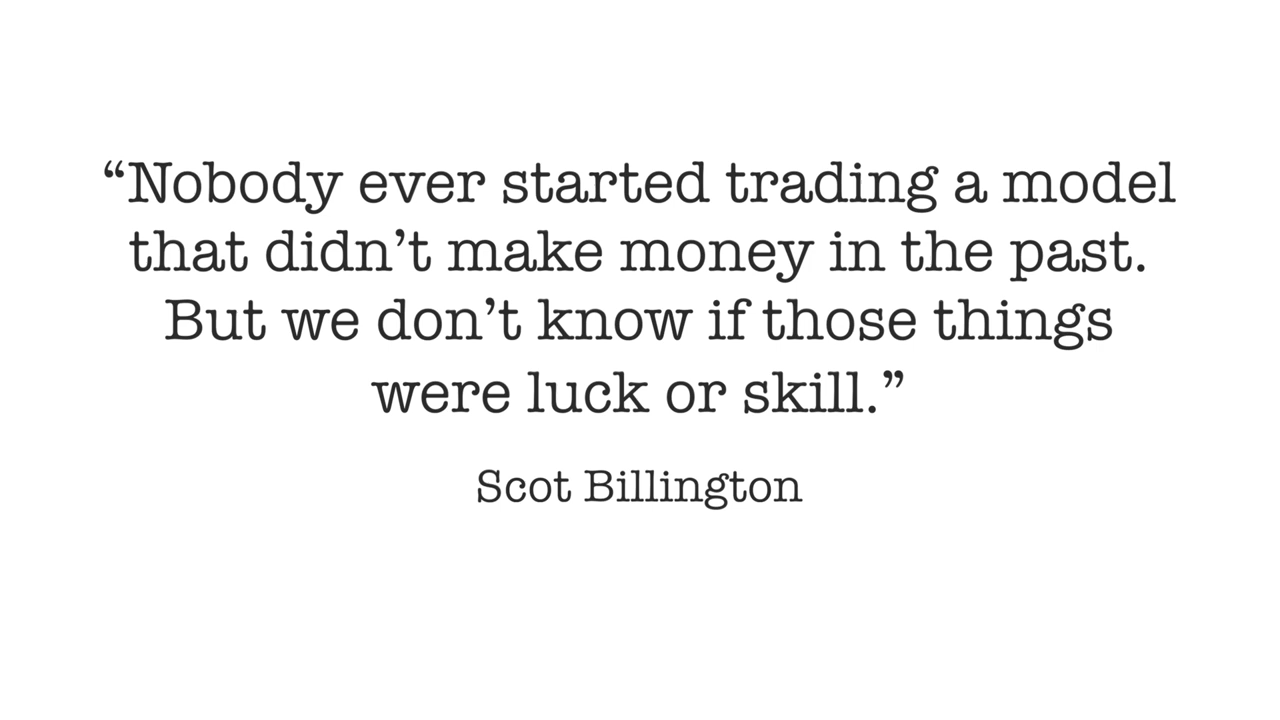 “Nobody ever started trading a model
that didn’t make money in the past.
But we don’t know if those things
were luck or skill.”
Scot Billington